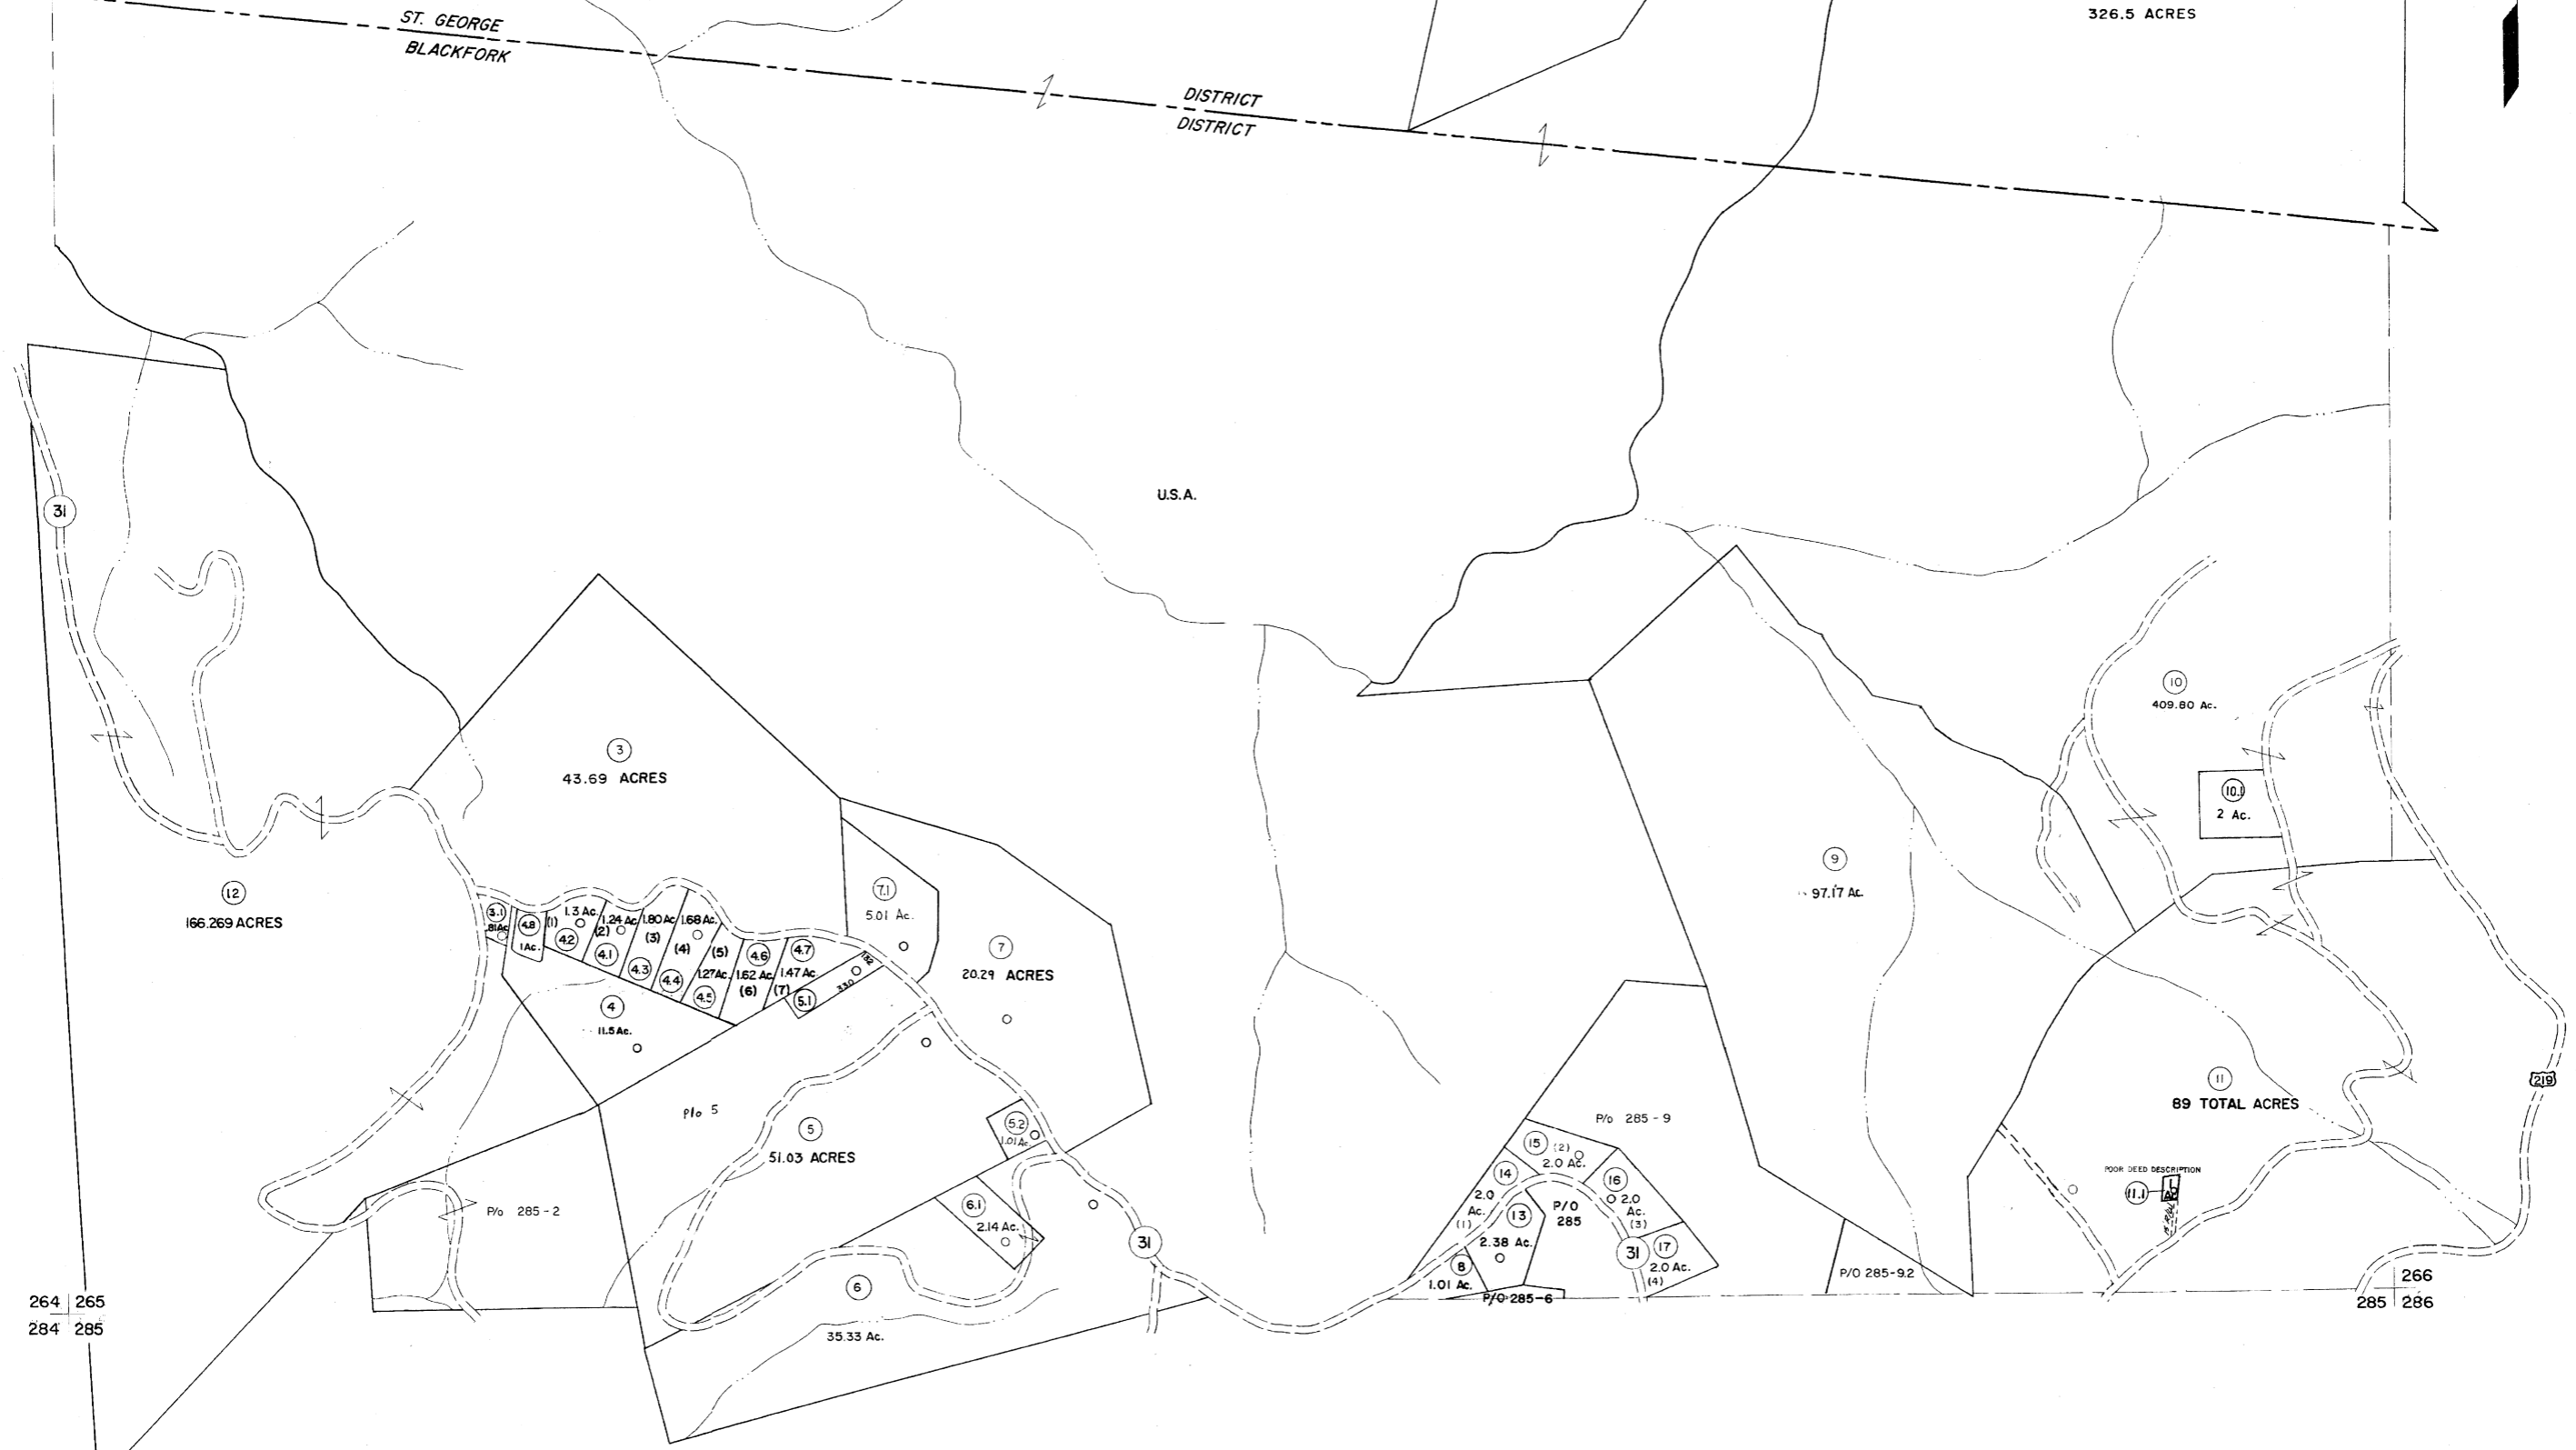 326.5 ACRES
ST. GEORGE
BLACKFORK
DISTRICT
DISTRICT
U.S.A.
31
10
409.80 Ac.
3
43.69 ACRES
10.1
2 Ac.
9
97.17 Ac.
12
166.269 ACRES
7.1
5.01 Ac.
3.1
.81Ac
4.8
1Ac.
(1)
1.3 Ac.
4.2
1.24 Ac.
(2)
4.1
1.80Ac
(3)
4.3
1.68 Ac.
(4)
4.4
(5)
1.27Ac.
4.5
4.6
1.62 Ac.
(6)
4.7
1.47 Ac.
(7)
5.1
182
330
7
20.29 ACRES
4
11.5 Ac.
P/o 5
5
51.03 ACRES
5.2
1.01 Ac.
219
11
89 TOTAL ACRES
P/o 285-9
15
(2)
2.0 Ac.
14
2.0
Ac.
(1)
16
2.0
Ac.
(3)
POOR DEED DESCRIPTION
11.1
1
AC
P/o 285-2
6.1
2.14 Ac.
13
2.38 Ac.
P/O
285
31
31
17
2.0 Ac.
(4)
8
1.01 Ac.
P/O 285-6
P/O 285-9.2
6
35.33 Ac.
264 265
284 285
266
285 286